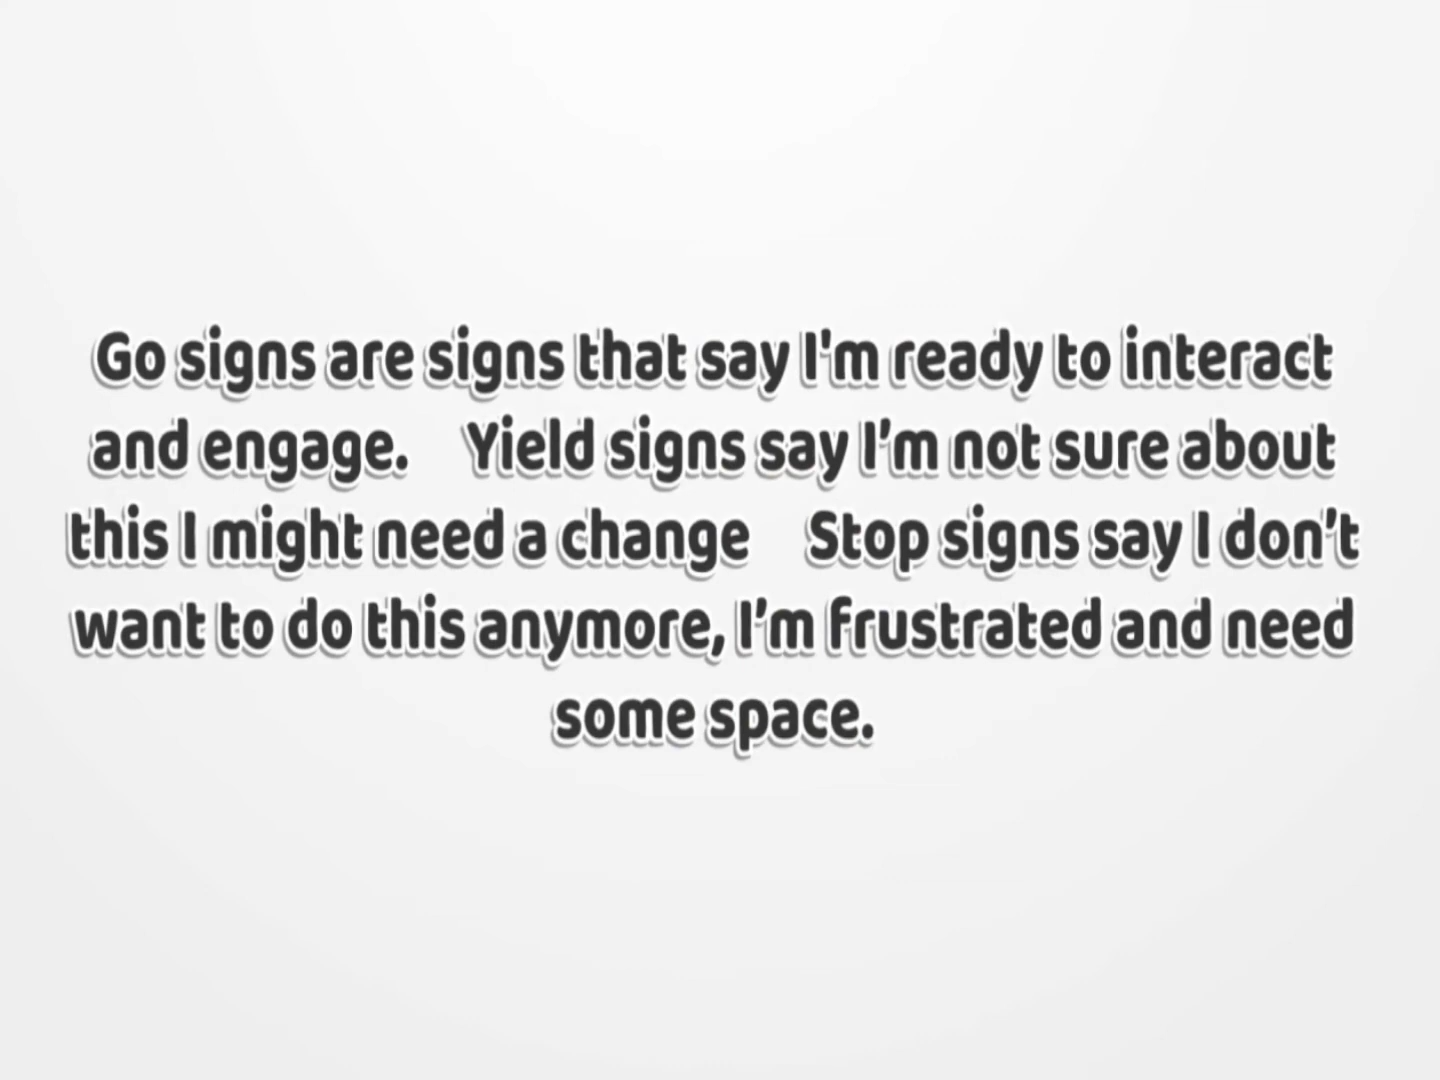 Go signs are signs that say I'm ready to interact
and engage.    Yield signs say I’m not sure about
this I might need a change    Stop signs say I don’t
want to do this anymore, I’m frustrated and need
some space.